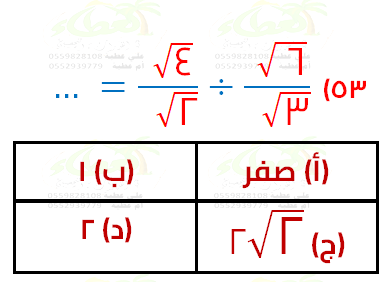 ٥٣) √٦ / √٣ ÷ √٤ / √٢ = ...
(أ) صفر
(ب) ١
(ج) ٢√٢
(د) ٢